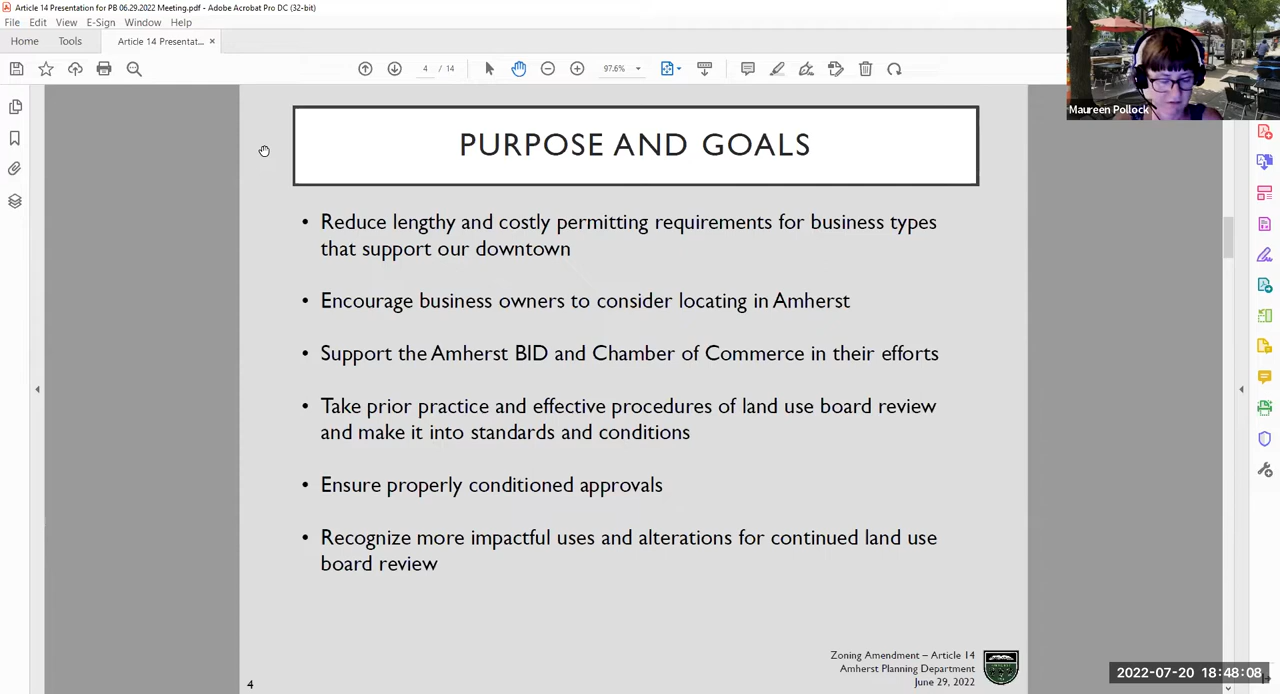 Article 14 Presentation for PB 06.29.2022 Meeting.pdf - Adobe Acrobat Pro DC (32-bit)
File Edit View E-Sign Window Help
Home Tools Article 14 Presentat... ×
4 / 14 97.6%
Maureen Pollock
PURPOSE AND GOALS
• Reduce lengthy and costly permitting requirements for business types
that support our downtown
• Encourage business owners to consider locating in Amherst
• Support the Amherst BID and Chamber of Commerce in their efforts
• Take prior practice and effective procedures of land use board review
and make it into standards and conditions
• Ensure properly conditioned approvals
• Recognize more impactful uses and alterations for continued land use
board review
Zoning Amendment – Article 14
Amherst Planning Department
June 29, 2022
4
2022-07-20 18:48:08